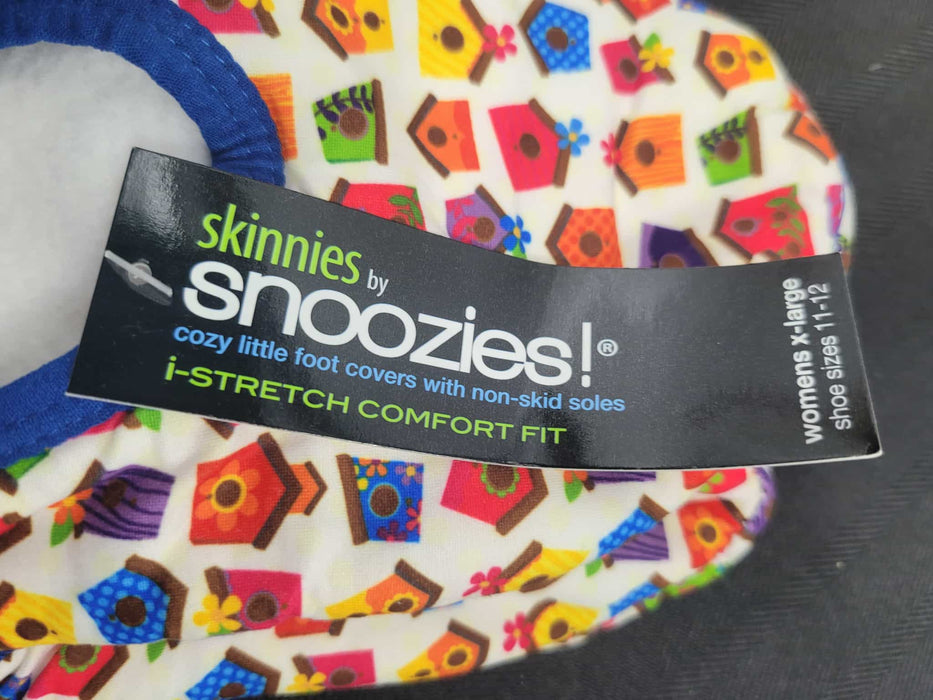 skinnies by
snoozies!®
cozy little foot covers with non-skid soles
i-STRETCH COMFORT FIT
womens x-large
shoe sizes 11-12